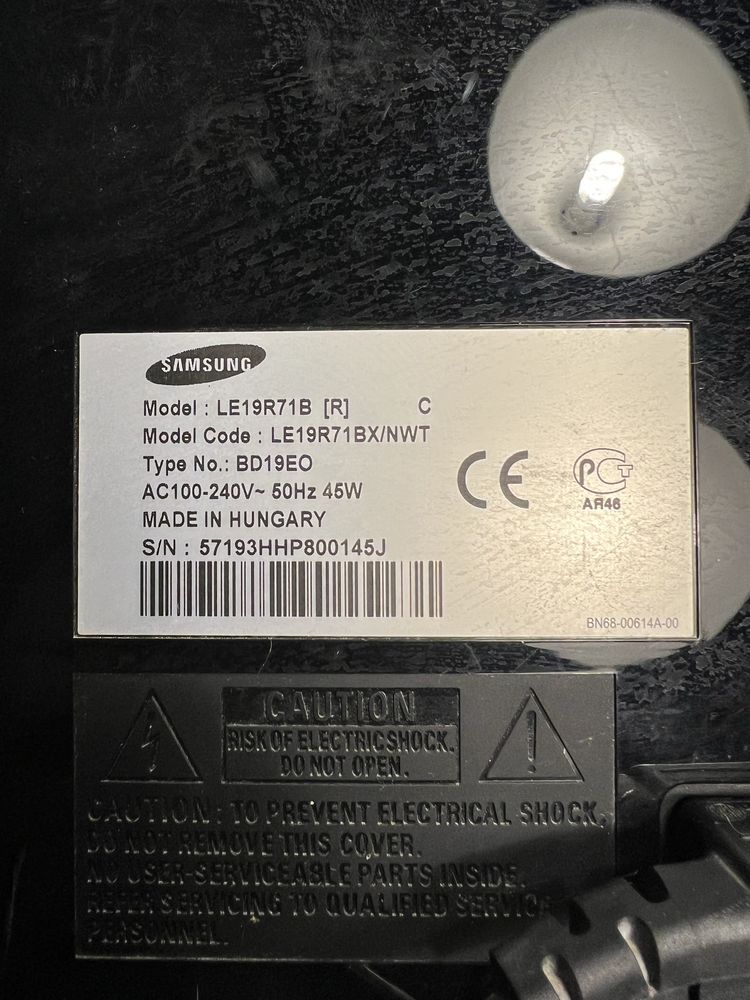 SAMSUNG
Model : LE19R71B [R] C
Model Code : LE19R71BX/NWT
Type No.: BD19EO
AC100-240V~ 50Hz 45W
MADE IN HUNGARY
S/N : 57193HHP800145J
CE
РСТ
АЯ46
BN68-00614A-00
CAUTION
RISK OF ELECTRIC SHOCK.
DO NOT OPEN.
CAUTION: TO PREVENT ELECTRICAL SHOCK,
DO NOT REMOVE THIS COVER.
NO USER-SERVICEABLE PARTS INSIDE.
REFER SERVICING TO QUALIFIED SERVICE
PERSONNEL.